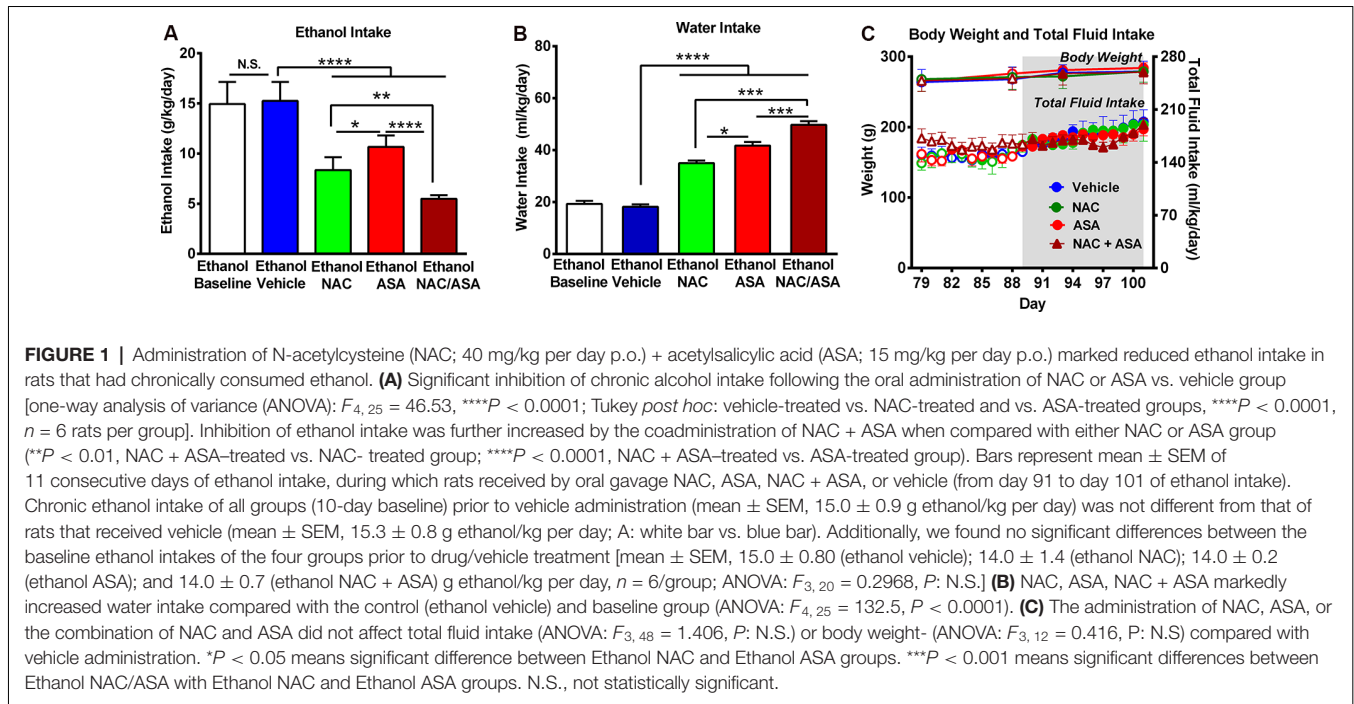 A
Ethanol Intake
Ethanol Intake (g/kg/day)
20
15
10
5
0
N.S.
****
**
*
****
Ethanol Baseline
Ethanol Vehicle
Ethanol NAC
Ethanol ASA
Ethanol NAC/ASA
B
Water Intake
Water Intake (ml/kg/day)
80
60
40
20
0
****
***
***
*
Ethanol Baseline
Ethanol Vehicle
Ethanol NAC
Ethanol ASA
Ethanol NAC/ASA
C
Body Weight and Total Fluid Intake
Weight (g)
300
200
100
0
Body Weight
Total Fluid Intake
Vehicle
NAC
ASA
NAC + ASA
280
210
140
70
0
Total Fluid Intake (ml/kg/day)
79 82 85 88 91 94 97 100
Day
FIGURE 1 | Administration of N-acetylcysteine (NAC; 40 mg/kg per day p.o.) + acetylsalicylic acid (ASA; 15 mg/kg per day p.o.) marked reduced ethanol intake in
rats that had chronically consumed ethanol. (A) Significant inhibition of chronic alcohol intake following the oral administration of NAC or ASA vs. vehicle group
[one-way analysis of variance (ANOVA): F4, 25 = 46.53, ****P < 0.0001; Tukey post hoc: vehicle-treated vs. NAC-treated and vs. ASA-treated groups, ****P < 0.0001,
n = 6 rats per group]. Inhibition of ethanol intake was further increased by the coadministration of NAC + ASA when compared with either NAC or ASA group
(**P < 0.01, NAC + ASA–treated vs. NAC- treated group; ****P < 0.0001, NAC + ASA–treated vs. ASA-treated group). Bars represent mean ± SEM of
11 consecutive days of ethanol intake, during which rats received by oral gavage NAC, ASA, NAC + ASA, or vehicle (from day 91 to day 101 of ethanol intake).
Chronic ethanol intake of all groups (10-day baseline) prior to vehicle administration (mean ± SEM, 15.0 ± 0.9 g ethanol/kg per day) was not different from that of
rats that received vehicle (mean ± SEM, 15.3 ± 0.8 g ethanol/kg per day; A: white bar vs. blue bar). Additionally, we found no significant differences between the
baseline ethanol intakes of the four groups prior to drug/vehicle treatment [mean ± SEM, 15.0 ± 0.80 (ethanol vehicle); 14.0 ± 1.4 (ethanol NAC); 14.0 ± 0.2
(ethanol ASA); and 14.0 ± 0.7 (ethanol NAC + ASA) g ethanol/kg per day, n = 6/group; ANOVA: F3, 20 = 0.2968, P: N.S.] (B) NAC, ASA, NAC + ASA markedly
increased water intake compared with the control (ethanol vehicle) and baseline group (ANOVA: F4, 25 = 132.5, P < 0.0001). (C) The administration of NAC, ASA, or
the combination of NAC and ASA did not affect total fluid intake (ANOVA: F3, 48 = 1.406, P: N.S.) or body weight- (ANOVA: F3, 12 = 0.416, P: N.S) compared with
vehicle administration. *P < 0.05 means significant difference between Ethanol NAC and Ethanol ASA groups. ***P < 0.001 means significant differences between
Ethanol NAC/ASA with Ethanol NAC and Ethanol ASA groups. N.S., not statistically significant.